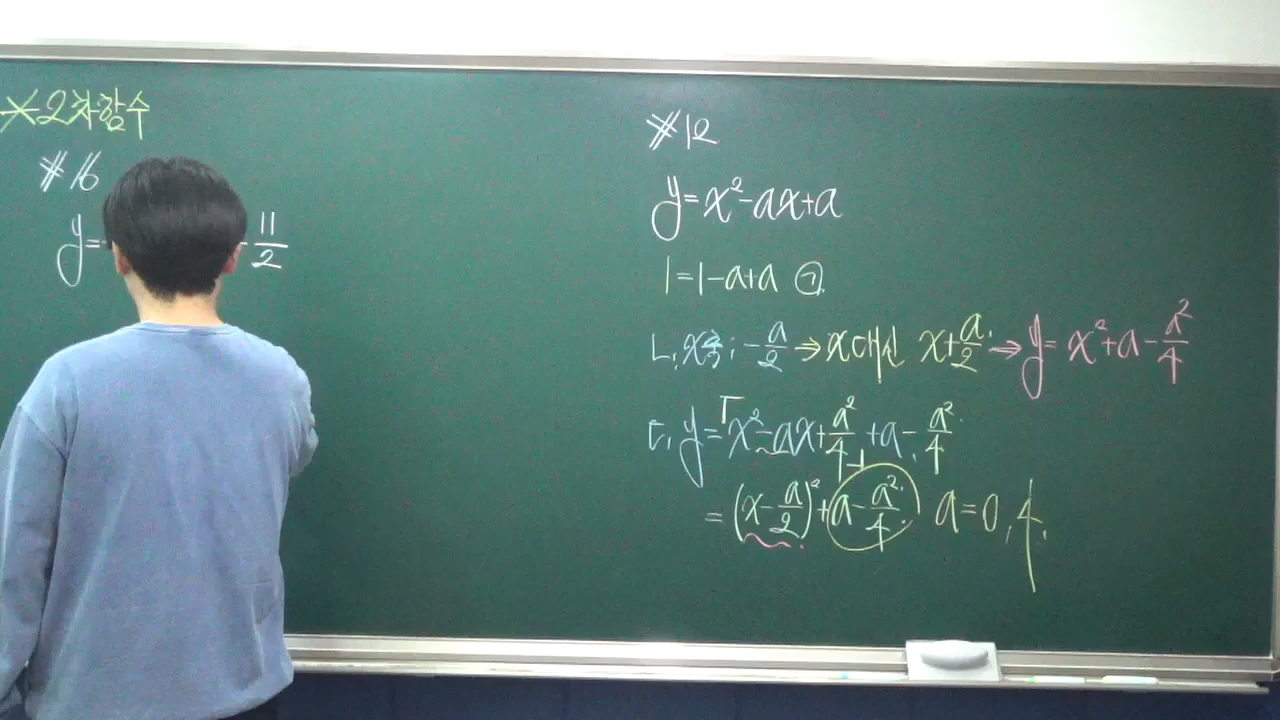 *2차함수
#16
y=
-11/2
#12
y=x²-ax+a
1=1-a+a ㉠
ㄴ, x축; -a/2 ⇒ x대신 x+a/2, ⇒ y=x²+a-a²/4
ㄷ, y=x²-ax+a²/4+a-a²/4
=(x-a/2)²+a-a²/4 a=0, 4,